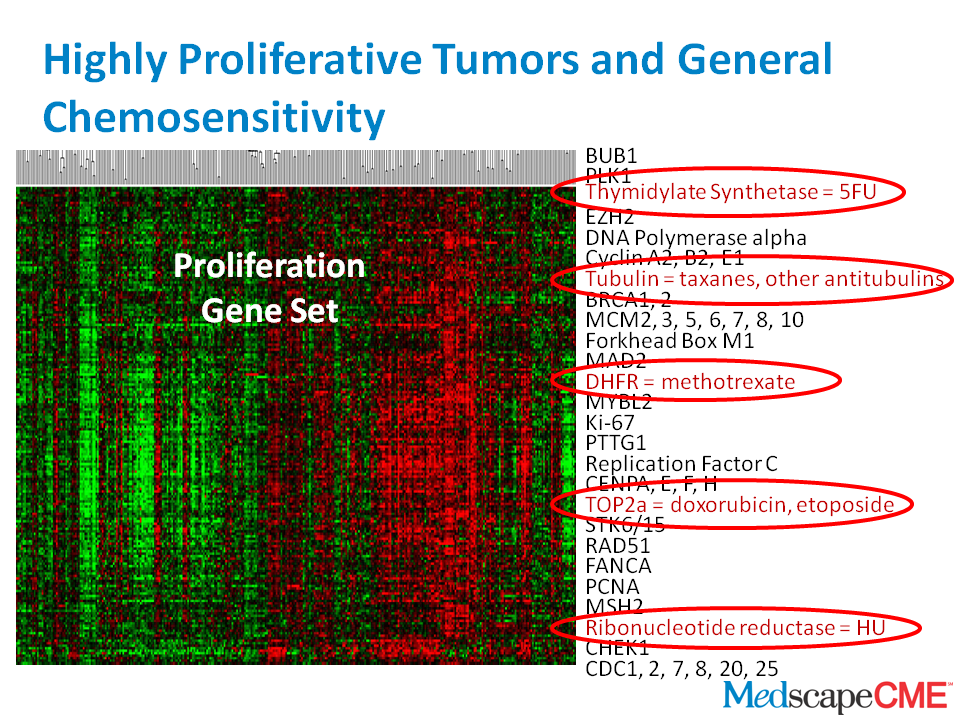 Highly Proliferative Tumors and General
Chemosensitivity
Proliferation
Gene Set
BUB1
PLK1
Thymidylate Synthetase = 5FU
EZH2
DNA Polymerase alpha
Cyclin A2, B2, E1
Tubulin = taxanes, other antitubulins
BRCA1, 2
MCM2, 3, 5, 6, 7, 8, 10
Forkhead Box M1
MAD2
DHFR = methotrexate
MYBL2
Ki-67
PTTG1
Replication Factor C
CENPA, E, F, H
TOP2a = doxorubicin, etoposide
STK6/15
RAD51
FANCA
PCNA
MSH2
Ribonucleotide reductase = HU
CHEK1
CDC1, 2, 7, 8, 20, 25
MedscapeCME